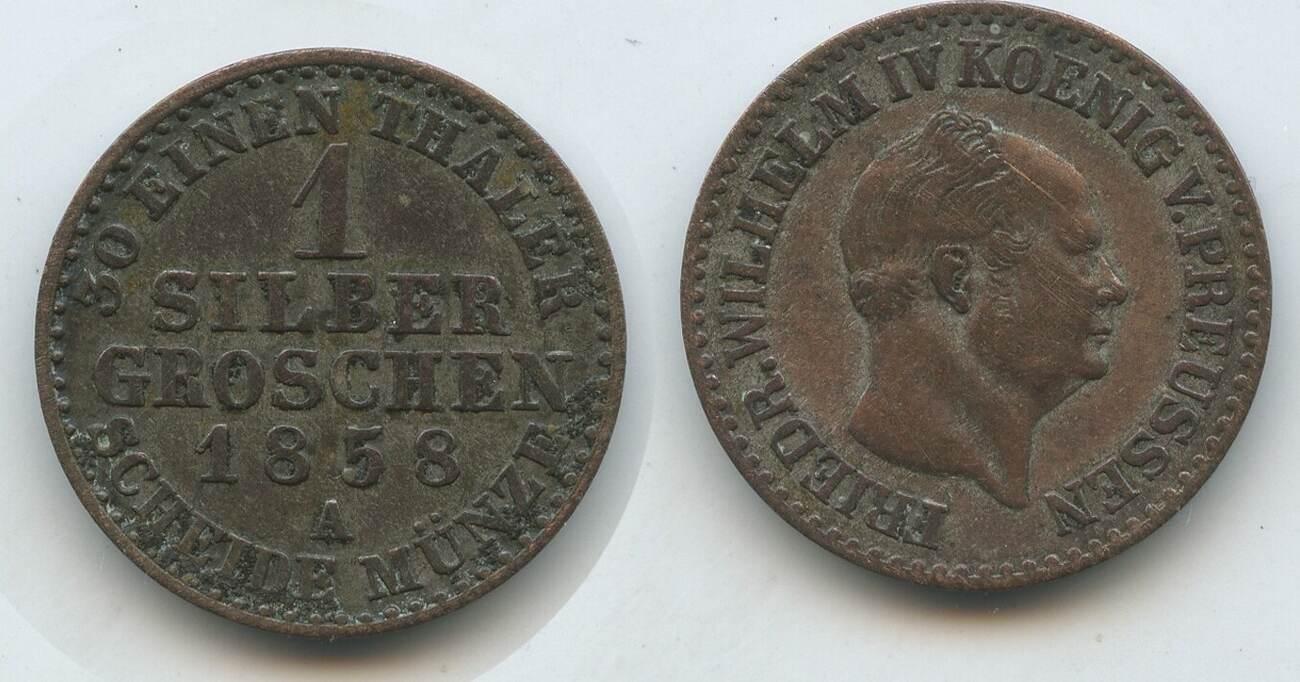 30 EINEN THALER
1
SILBER
GROSCHEN
1858
A
SCHEIDE MÜNZE
FRIEDR. WILHELM IV KOENIG V. PREUSSEN